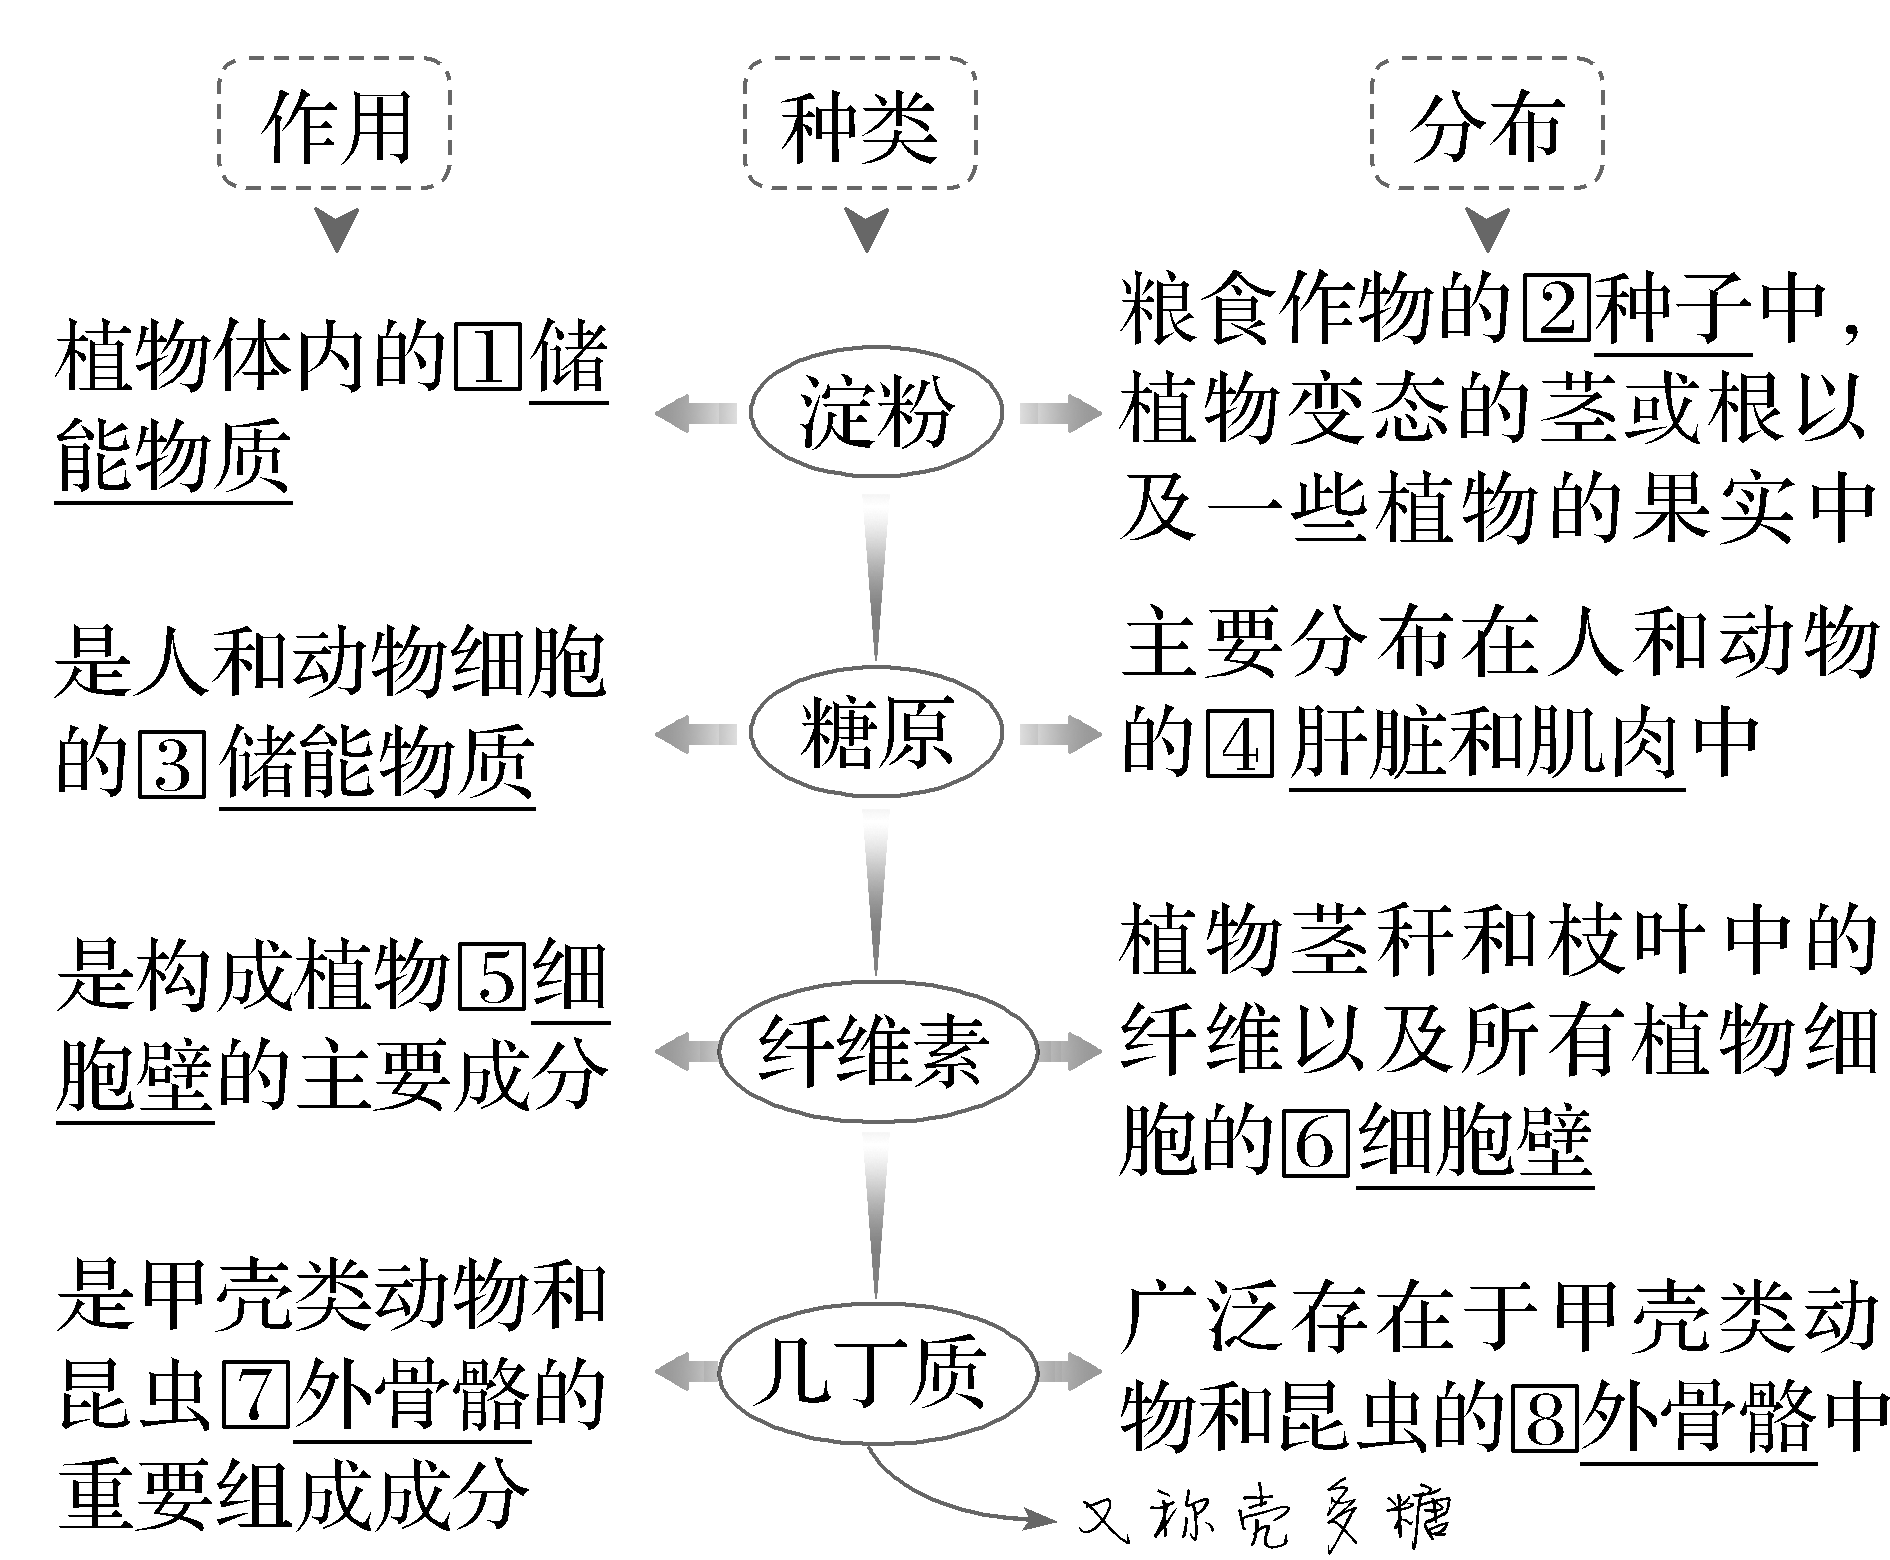 作用
种类
分布
植物体内的1储
能物质
淀粉
粮食作物的2种子中，
植物变态的茎或根以
及一些植物的果实中
是人和动物细胞
的3储能物质
糖原
主要分布在人和动物
的4肝脏和肌肉中
是构成植物5细
胞壁的主要成分
纤维素
植物茎秆和枝叶中的
纤维以及所有植物细
胞的6细胞壁
是甲壳类动物和
昆虫7外骨骼的
重要组成成分
几丁质
广泛存在于甲壳类动
物和昆虫的8外骨骼中
又称壳多糖